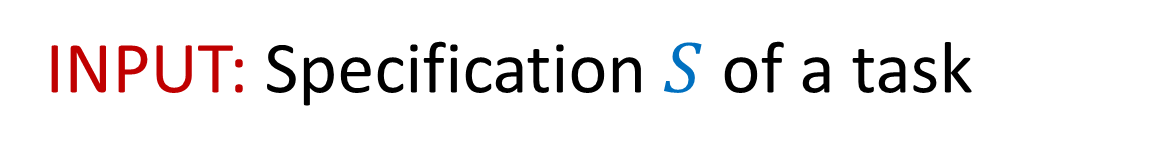 INPUT: Specification S of a task